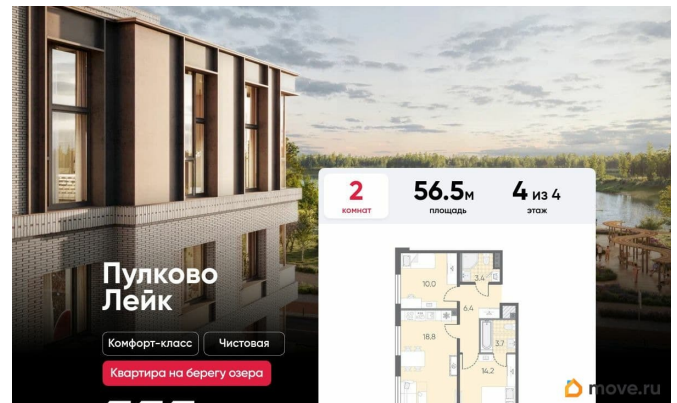 2
комнат
56.5м
площадь
4 из 4
этаж
Пулково
Лейк
Комфорт-класс
Чистовая
Квартира на берегу озера
10,0
3,4
6,4
18,8
3,7
14,2
move.ru